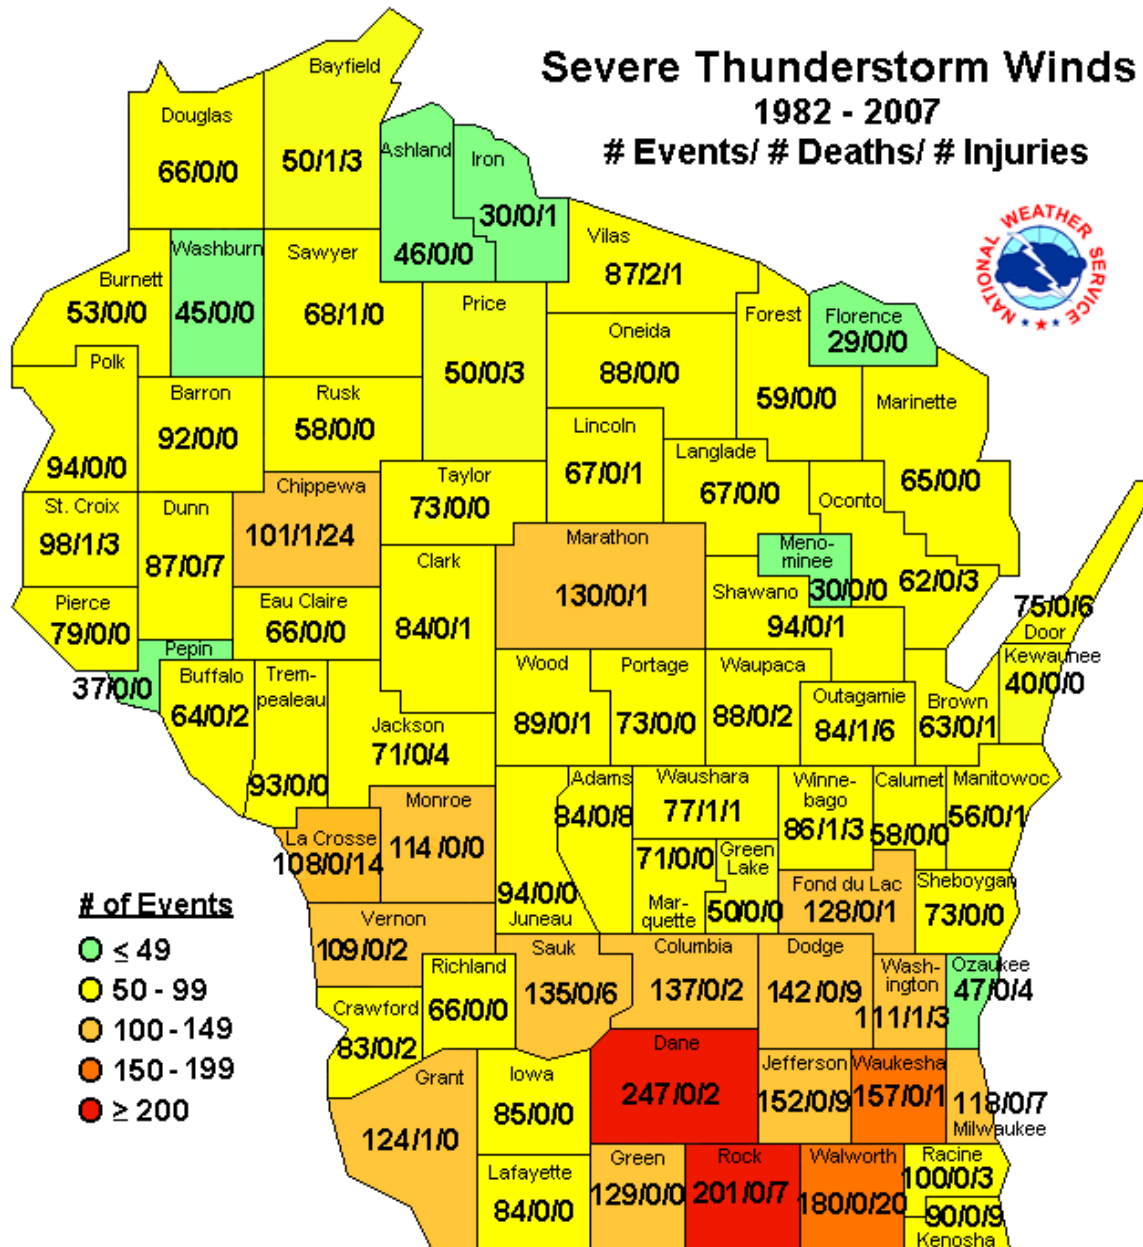 Severe Thunderstorm Winds
1982 - 2007
# Events/ # Deaths/ # Injuries
NATIONAL WEATHER SERVICE
Bayfield
50/1/3
Douglas
66/0/0
Ashland
46/0/0
Iron
30/0/1
Vilas
87/2/1
Washburn
45/0/0
Sawyer
68/1/0
Burnett
53/0/0
Price
50/0/3
Oneida
88/0/0
Forest
59/0/0
Florence
29/0/0
Polk
94/0/0
Barron
92/0/0
Rusk
58/0/0
Marinette
65/0/0
Lincoln
67/0/1
Langlade
67/0/0
Taylor
73/0/0
Chippewa
101/1/24
Oconto
62/0/3
St. Croix
98/1/3
Dunn
87/0/7
Marathon
130/0/1
Meno-
minee
30/0/0
Clark
84/0/1
Shawano
94/0/1
Pierce
79/0/0
Eau Claire
66/0/0
75/0/6
Door
Pepin
37/0/0
Buffalo
64/0/2
Trem-
pealeau
93/0/0
Wood
89/0/1
Portage
73/0/0
Waupaca
88/0/2
Outagamie
84/1/6
Brown
63/0/1
Kewaunee
40/0/0
Jackson
71/0/4
Adams
84/0/8
Waushara
77/1/1
Winne-
bago
86/1/3
Calumet
58/0/0
Manitowoc
56/0/1
Monroe
114/0/0
La Crosse
108/0/14
94/0/0
Juneau
71/0/0
Mar-
quette
Green
Lake
50/0/0
Fond du Lac
128/0/1
Sheboygan
73/0/0
Vernon
109/0/2
Sauk
135/0/6
Columbia
137/0/2
Dodge
142/0/9
Wash-
ington
111/1/3
Ozaukee
47/0/4
Richland
66/0/0
Crawford
83/0/2
Dane
247/0/2
Jefferson
152/0/9
Waukesha
157/0/1
118/0/7
Milwaukee
Grant
124/1/0
Iowa
85/0/0
Lafayette
84/0/0
Green
129/0/0
Rock
201/0/7
Walworth
180/0/20
Racine
100/0/3
90/0/9
Kenosha
# of Events
≤ 49
50 - 99
100 - 149
150 - 199
≥ 200